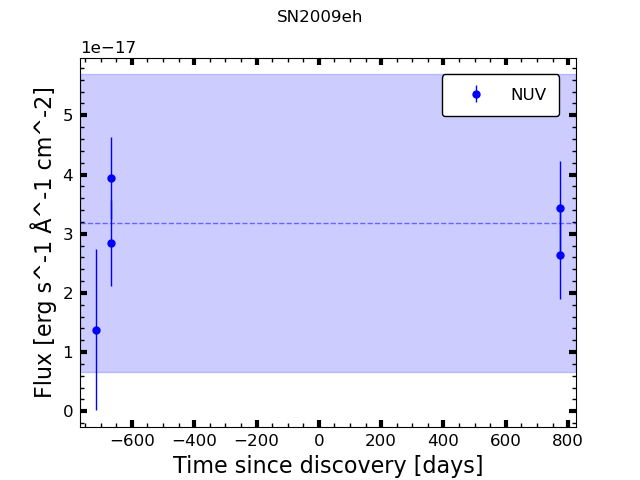 SN2009eh
1e−17
NUV
5
4
3
2
1
0
Flux [erg s^-1 Å^-1 cm^-2]
−600 −400 −200 0 200 400 600 800
Time since discovery [days]